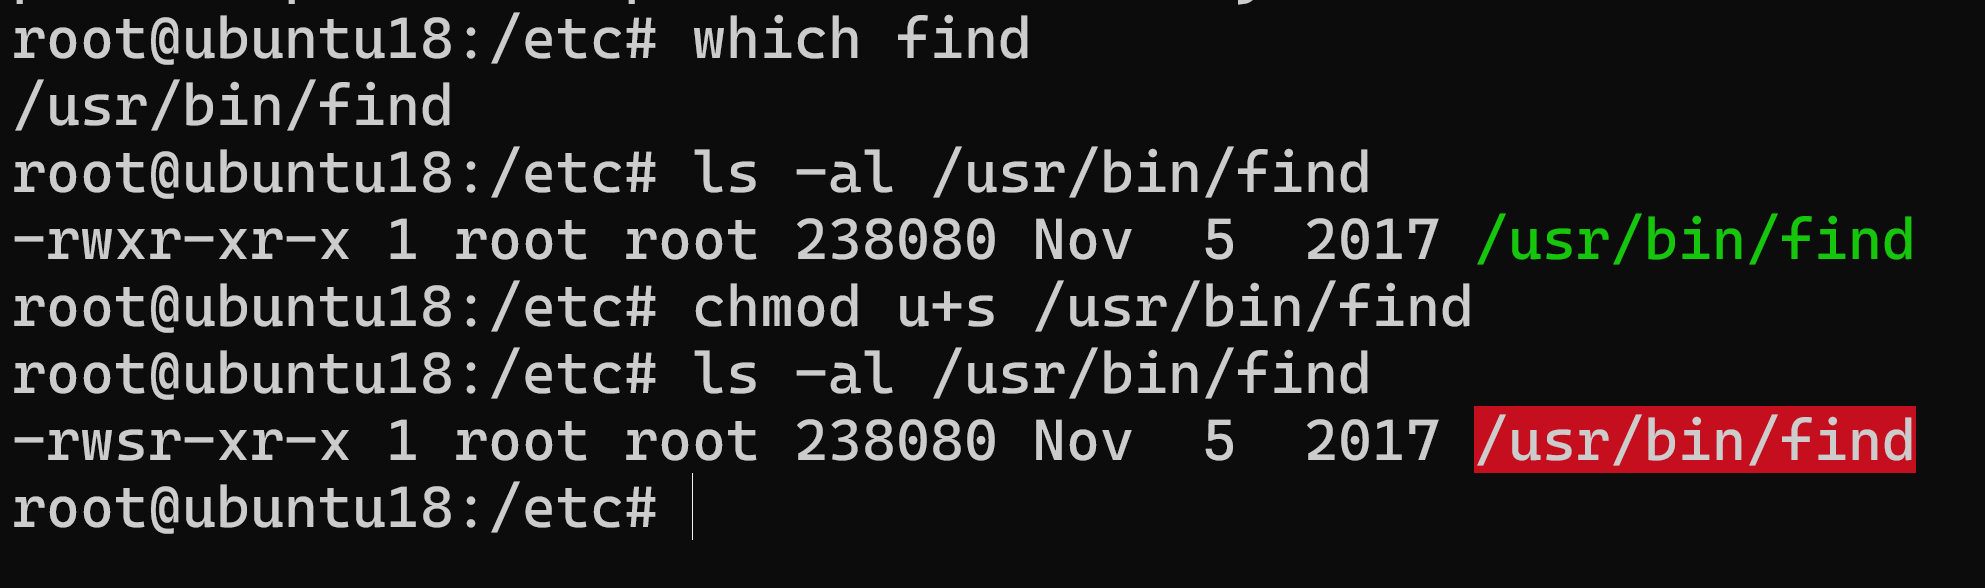 root@ubuntu18:/etc# which find
/usr/bin/find
root@ubuntu18:/etc# ls -al /usr/bin/find
-rwxr-xr-x 1 root root 238080 Nov  5  2017 /usr/bin/find
root@ubuntu18:/etc# chmod u+s /usr/bin/find
root@ubuntu18:/etc# ls -al /usr/bin/find
-rwsr-xr-x 1 root root 238080 Nov  5  2017 /usr/bin/find
root@ubuntu18:/etc#